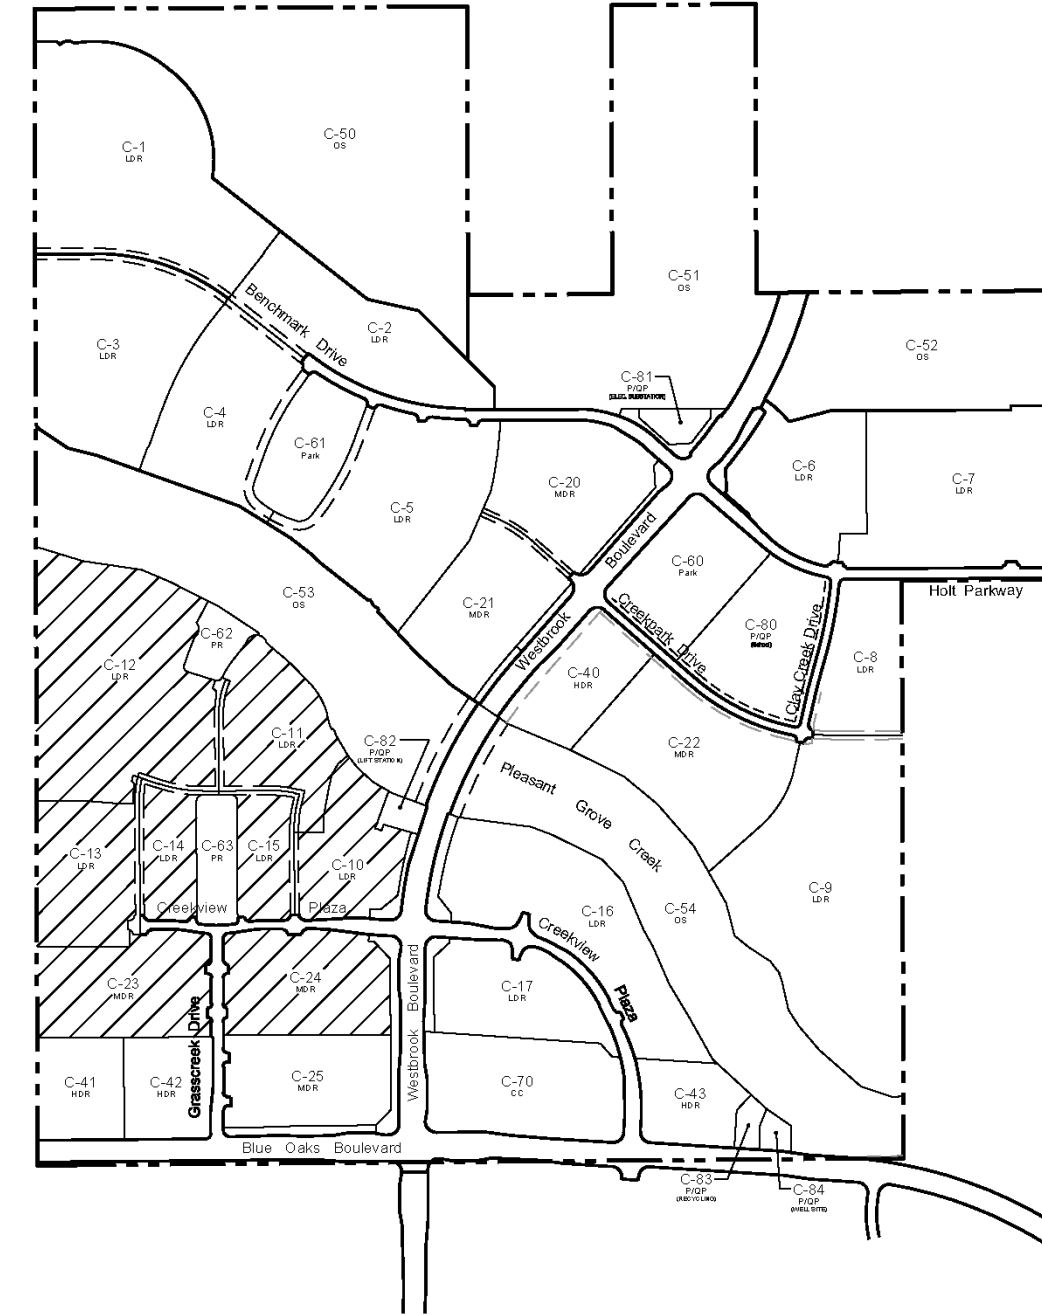 C-50
OS
C-1
LDR
C-51
OS
Benchmark Drive
C-2
LDR
C-3
LDR
C-52
OS
C-81
P/QP
(ELEC. SUBSTATION)
C-4
LDR
C-61
Park
C-6
LDR
C-7
LDR
C-20
MDR
C-5
LDR
Westbrook Boulevard
C-60
Park
Holt Parkway
C-53
OS
C-21
MDR
Creekpark Drive
C-80
P/QP
Clay Creek Drive
C-62
PR
C-12
LDR
C-8
LDR
C-40
HDR
C-11
LDR
C-82
P/QP
(LIFT STATION)
C-22
MDR
Pleasant Grove Creek
C-13
LDR
C-14
LDR
C-63
PR
C-15
LDR
C-10
LDR
C-9
LDR
Creekview Plaza
C-16
LDR
C-54
OS
Creekview Plaza
C-23
MDR
C-24
MDR
C-17
LDR
Grasscreek Drive
Westbrook Boulevard
C-41
HDR
C-42
HDR
C-25
MDR
C-70
CC
C-43
HDR
Blue Oaks Boulevard
C-83
P/QP
(RECYCLING)
C-84
P/QP
(WELL SITE)